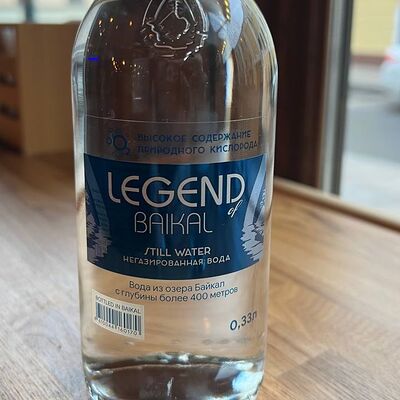 ВЫСОКОЕ СОДЕРЖАНИЕ
ПРИРОДНОГО КИСЛОРОДА
LEGEND
of
BAIKAL
STILL WATER
НЕГАЗИРОВАННАЯ ВОДА
Вода из озера Байкал
с глубины более 400 метров
BOTTLED IN BAIKAL
0,33л